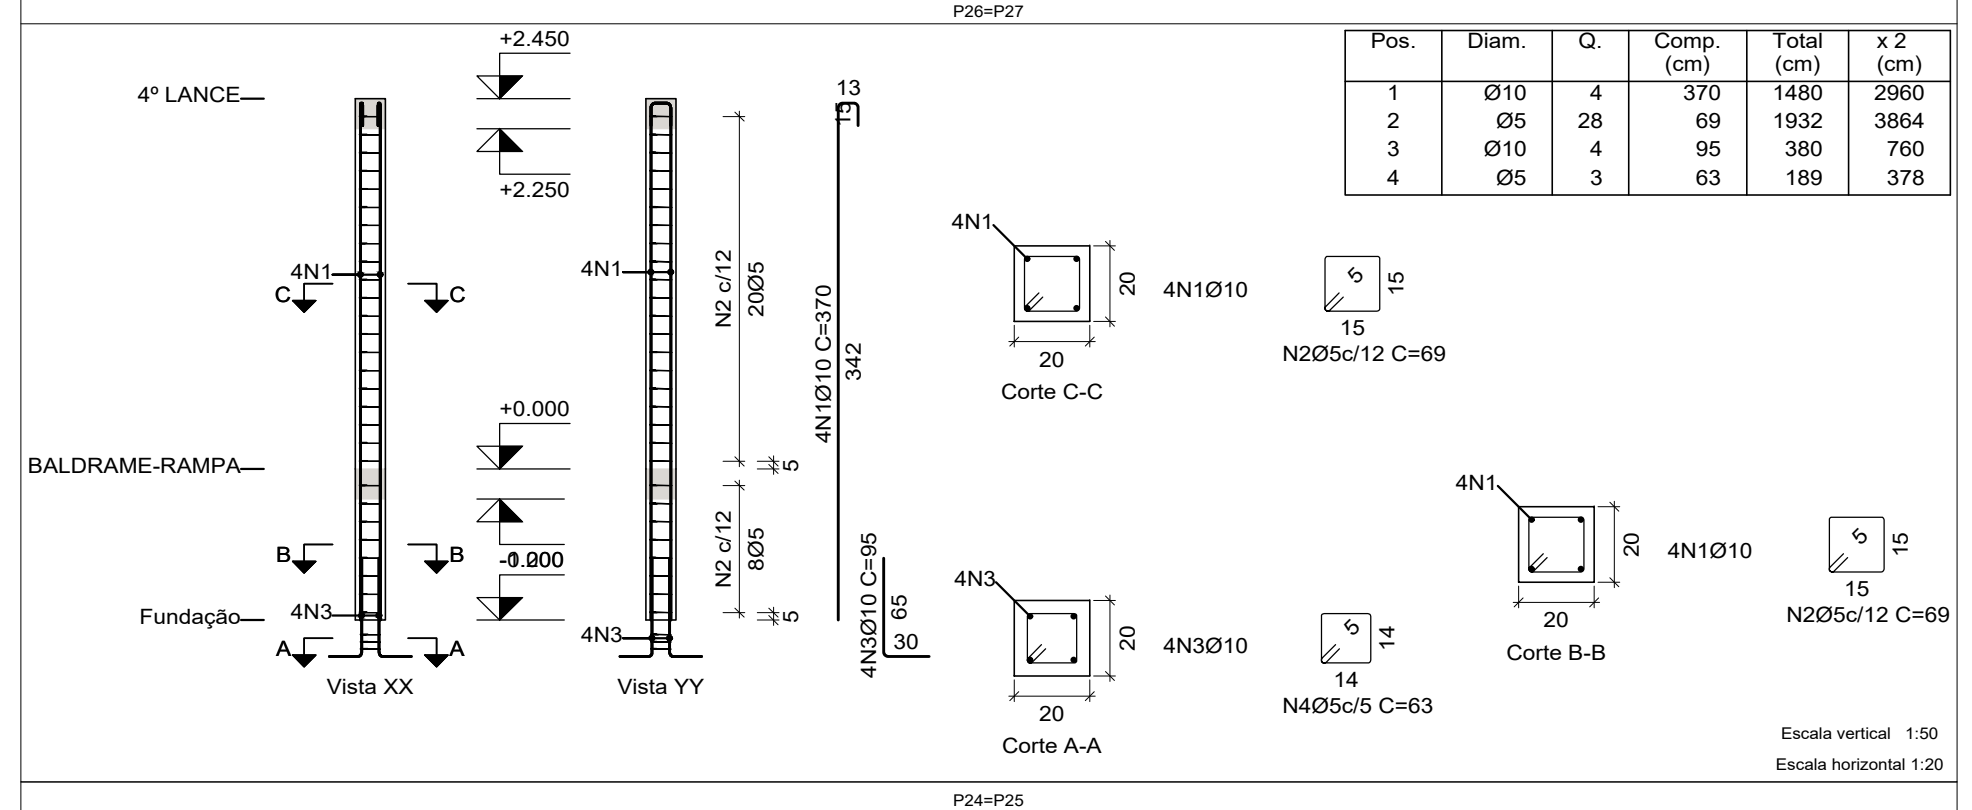 P26=P27
Pos. Diam. Q. Comp. (cm) Total (cm) x 2 (cm)
1 Ø10 4 370 1480 2960
2 Ø5 28 69 1932 3864
3 Ø10 4 95 380 760
4 Ø5 3 63 189 378
4º LANCE
+2.450
+2.250
13
15
4N1
4N1
C
C
N2 c/12
20Ø5
4N1Ø10 C=370
342
4N1
20
20
4N1Ø10
5
15
15
N2Ø5c/12 C=69
Corte C-C
BALDRAME-RAMPA
+0.000
5
B
B
N2 c/12
8Ø5
Fundação
4N3
5
4N3
A
A
Vista XX
Vista YY
4N3Ø10 C=95
65
30
4N3
20
20
4N3Ø10
5
14
14
N4Ø5c/5 C=63
Corte A-A
4N1
20
20
4N1Ø10
5
15
15
N2Ø5c/12 C=69
Corte B-B
Escala vertical 1:50
Escala horizontal 1:20
P24=P25